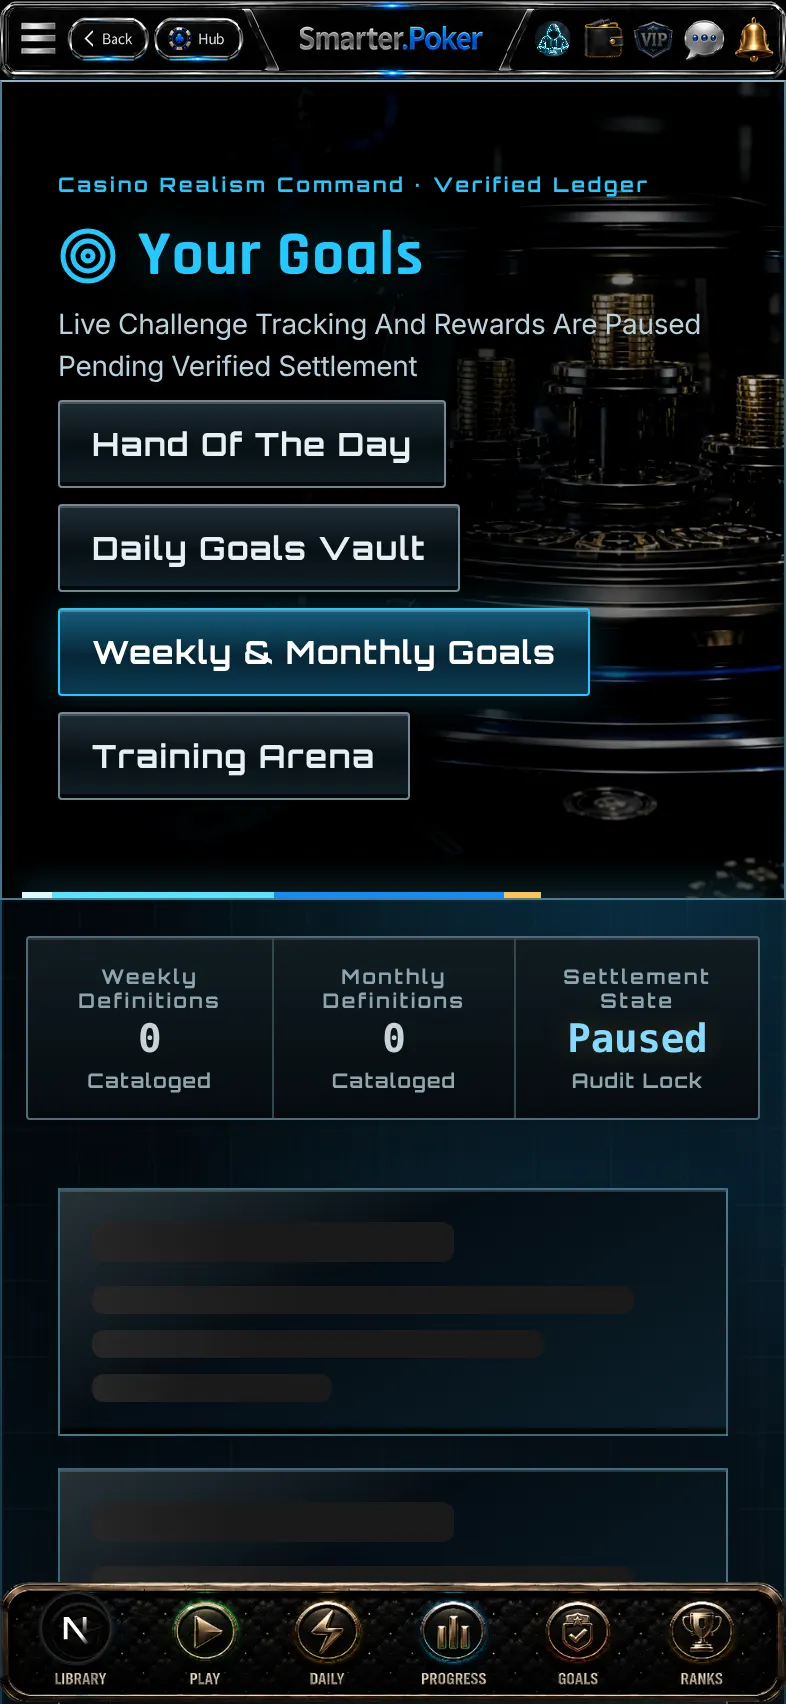 Back
Hub
Smarter.Poker
VIP
Casino Realism Command · Verified Ledger
Your Goals
Live Challenge Tracking And Rewards Are Paused
Pending Verified Settlement
Hand Of The Day
Daily Goals Vault
Weekly & Monthly Goals
Training Arena
Weekly
Definitions
0
Cataloged
Monthly
Definitions
0
Cataloged
Settlement
State
Paused
Audit Lock
N
LIBRARY
PLAY
DAILY
PROGRESS
GOALS
RANKS